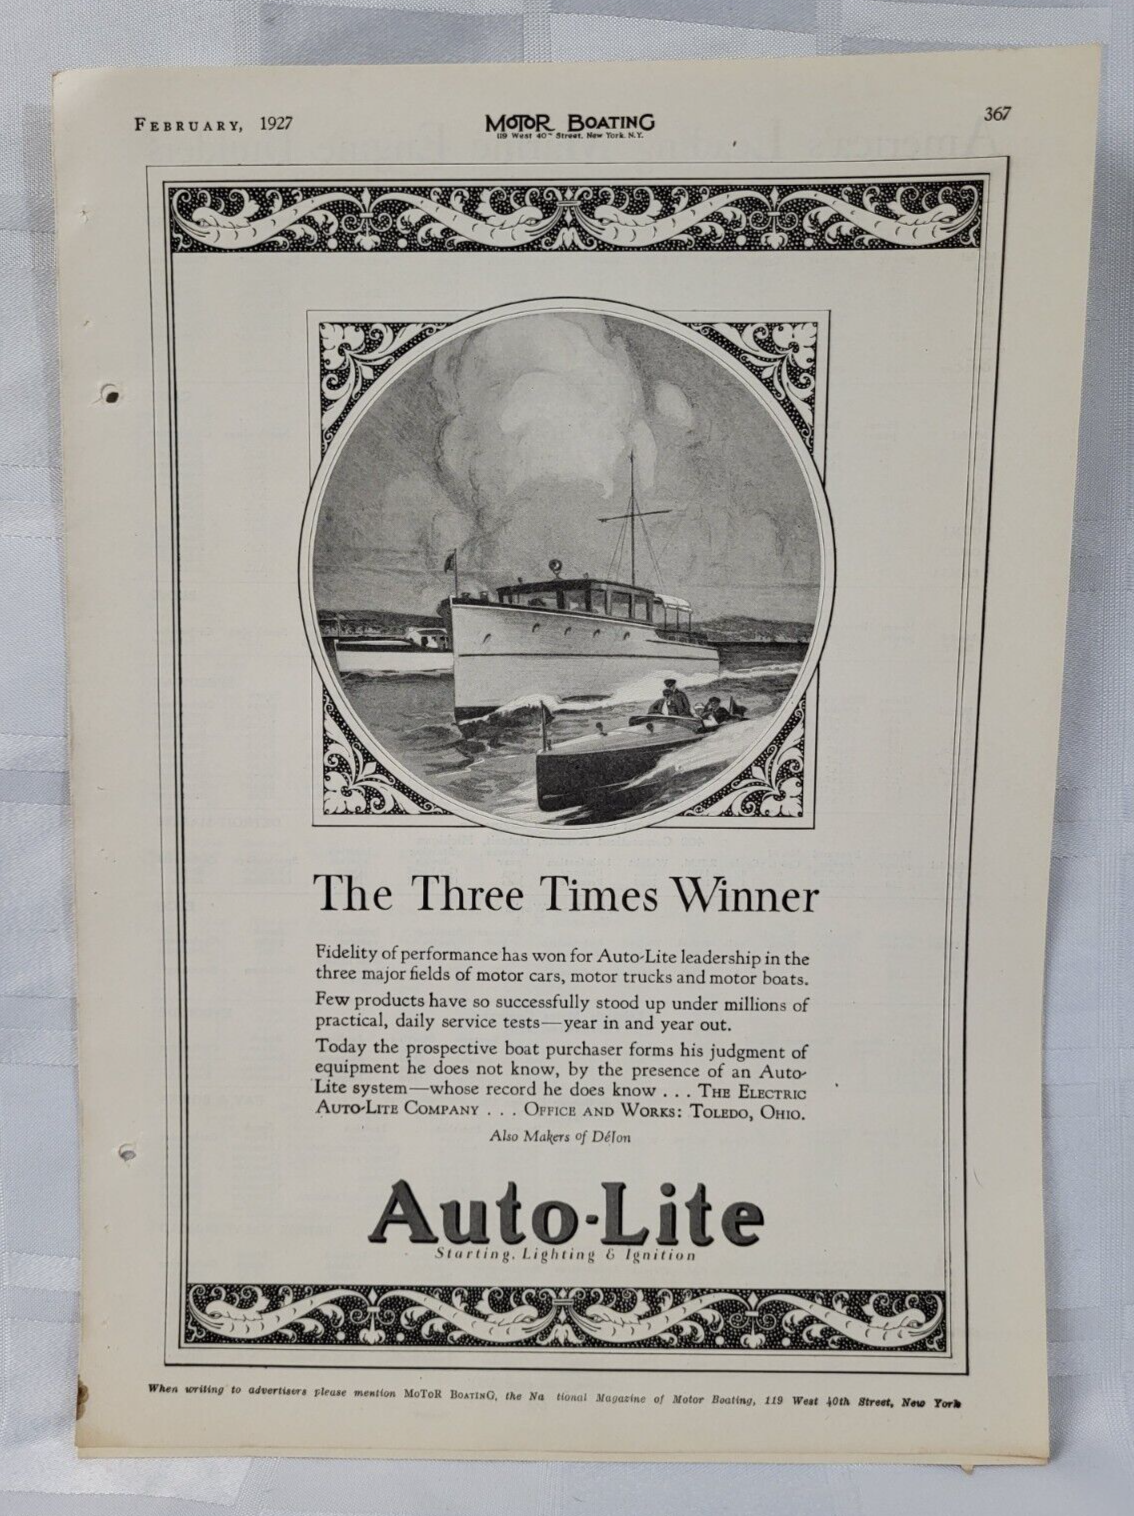 FEBRUARY, 1927
MOTOR BOATING
119 West 40th Street, New York, N.Y.
367
The Three Times Winner
Fidelity of performance has won for Auto-Lite leadership in the
three major fields of motor cars, motor trucks and motor boats.
Few products have so successfully stood up under millions of
practical, daily service tests—year in and year out.
Today the prospective boat purchaser forms his judgment of
equipment he does not know, by the presence of an Auto-
Lite system—whose record he does know . . . THE ELECTRIC
AUTO-LITE COMPANY . . . OFFICE AND WORKS: TOLEDO, OHIO.
Also Makers of Déjon
Auto-Lite
Starting, Lighting & Ignition
When writing to advertisers please mention MoToR BOATING, the Na tional Magazine of Motor Boating, 119 West 40th Street, New York